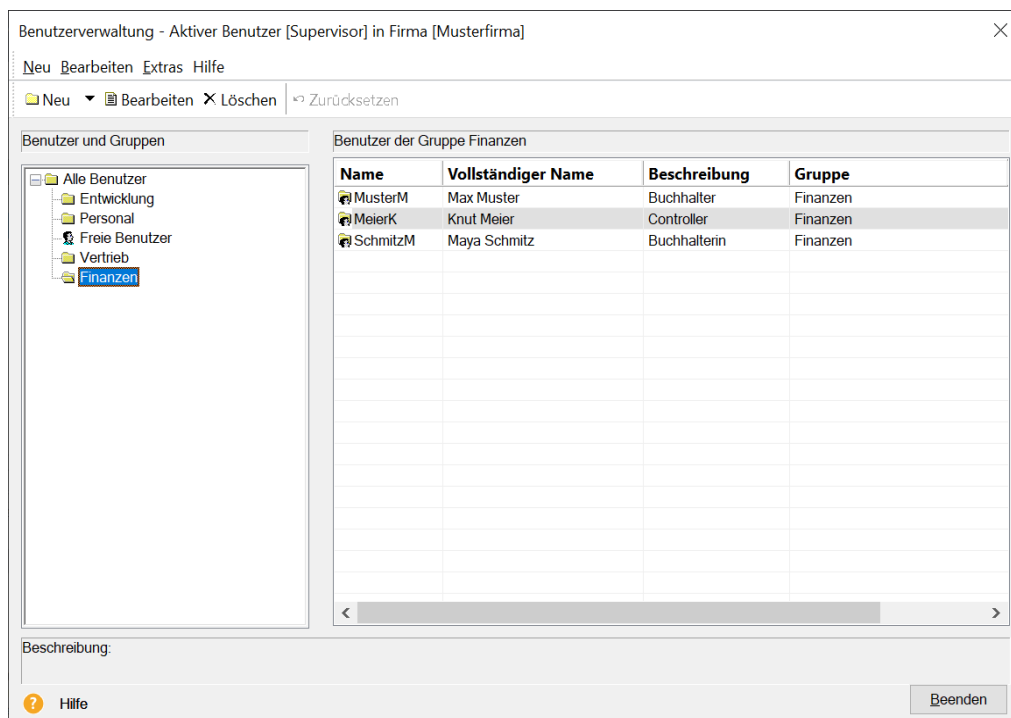 Benutzerverwaltung - Aktiver Benutzer [Supervisor] in Firma [Musterfirma]
Neu Bearbeiten Extras Hilfe
Neu Bearbeiten Löschen Zurücksetzen
Benutzer und Gruppen
Alle Benutzer
Entwicklung
Personal
Freie Benutzer
Vertrieb
Finanzen
Benutzer der Gruppe Finanzen
Name Vollständiger Name Beschreibung Gruppe
MusterM Max Muster Buchhalter Finanzen
MeierK Knut Meier Controller Finanzen
SchmitzM Maya Schmitz Buchhalterin Finanzen
Beschreibung:
? Hilfe
Beenden